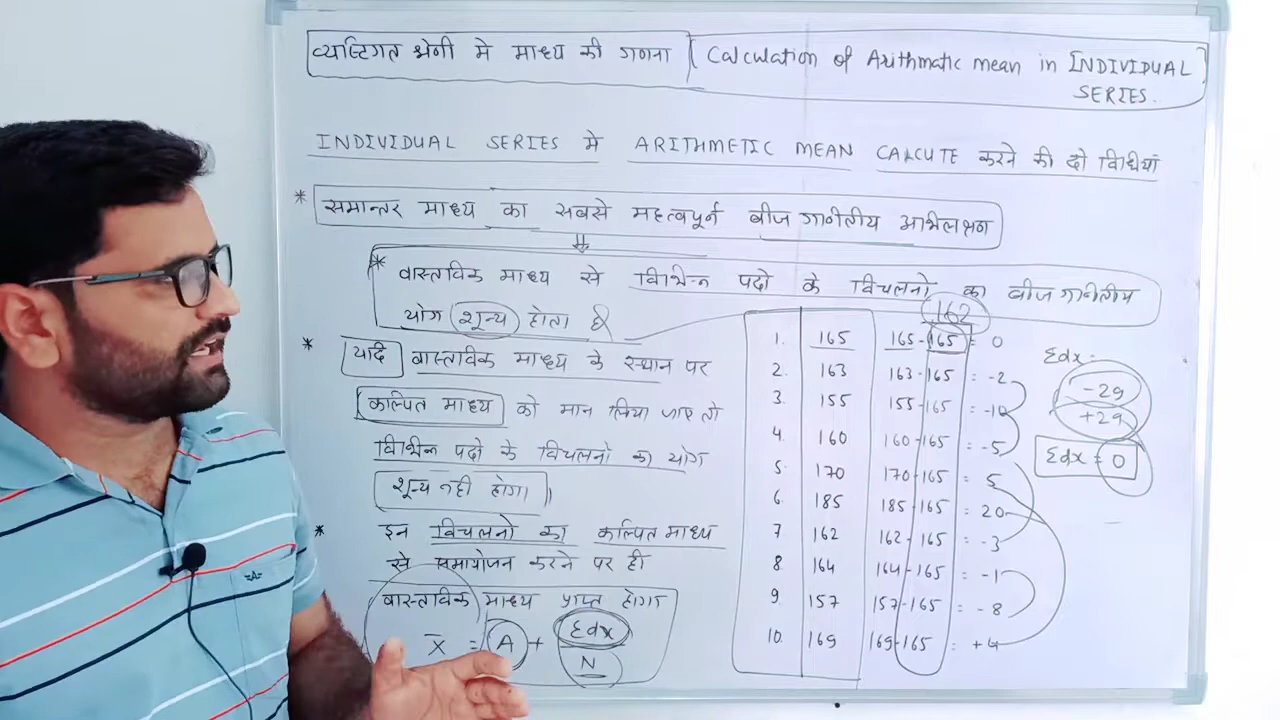 व्यष्टिगत श्रेणी मे माध्य की गणना [Calculation of Arithmatic mean in INDIVIDUAL
SERIES.
INDIVIDUAL SERIES मे ARITHMETIC MEAN CALCUTE करने की दो विधियां
* समान्तर माध्य का सबसे महत्वपूर्न बीजगणितीय अभिलक्षण
⇓
* वास्तविक माध्य से विभिन्न पदो के विचलनो का बीजगणितीय
योग शून्य होता है
* यदि वास्तविक माध्य के स्थान पर
कल्पित माध्य को मान लिया जाए तो
विभिन्न पदो के विचलनो का योग
शून्य नही होगा।
* इन विचलनो का कल्पित माध्य
से समायोजन करने पर ही
वास्तविक माध्य प्राप्त होगा
X̄ = A + Σdx / N
162
1. 165 165-165 = 0
2. 163 163-165 = -2
3. 155 155-165 = -10
4. 160 160-165 = -5
5. 170 170-165 = 5
6 185 185-165 = 20
7 162 162-165 = -3
8 164 164-165 = -1
9 157 157-165 = -8
10. 169 169-165 = +4
Σdx =
-29
+29
Σdx = 0